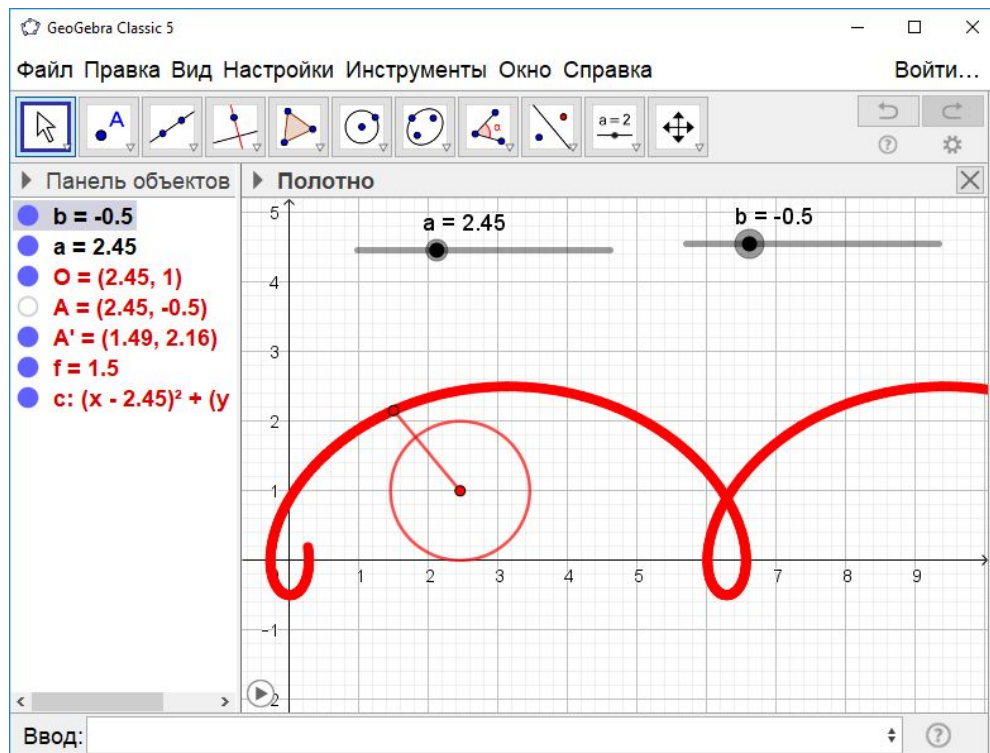 GeoGebra Classic 5
Файл Правка Вид Настройки Инструменты Окно Справка Войти...
A α a = 2
Панель объектов Полотно
b = -0.5
a = 2.45
O = (2.45, 1)
A = (2.45, -0.5)
A' = (1.49, 2.16)
f = 1.5
c: (x - 2.45)² + (y
a = 2.45 b = -0.5
5
4
3
2
1
0 1 2 3 4 5 6 7 8 9
-1
2
Ввод: